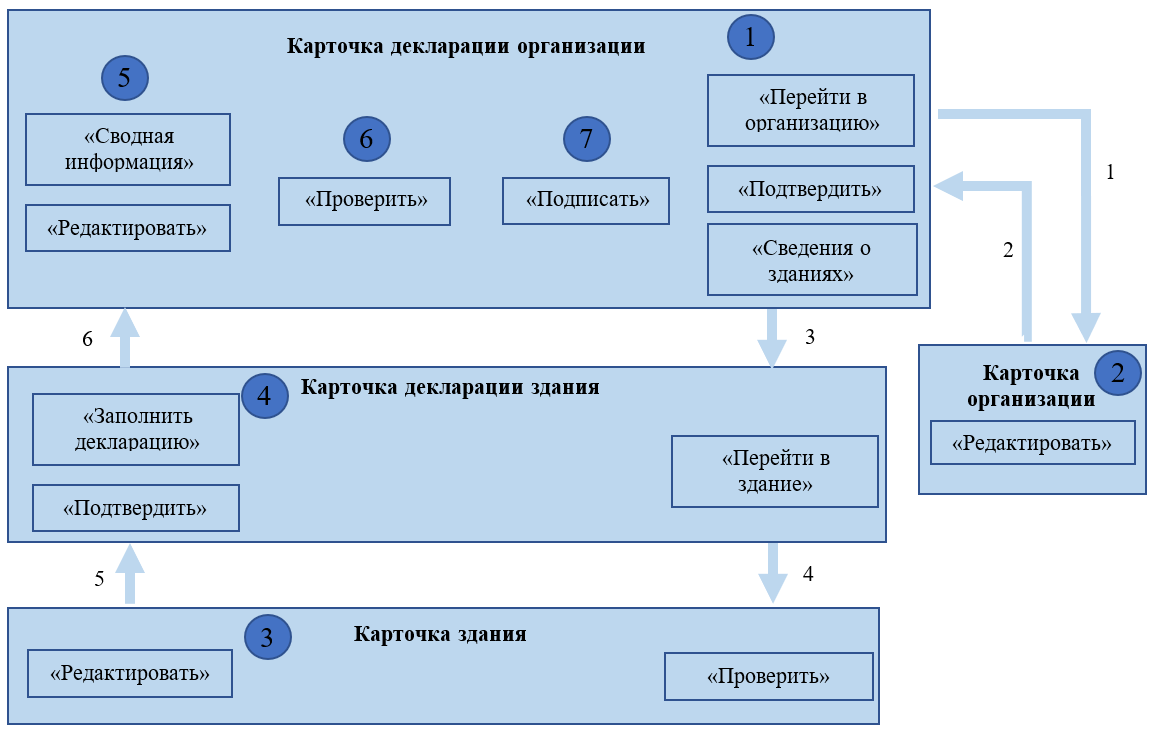 Карточка декларации организации
1
5
«Перейти в
организацию»
«Сводная
информация»
6
7
1
«Проверить»
«Подписать»
«Подтвердить»
«Редактировать»
«Сведения о
зданиях»
2
6
3
Карточка декларации здания
4
«Заполнить
декларацию»
«Подтвердить»
«Перейти в
здание»
Карточка
организации
2
«Редактировать»
5
4
Карточка здания
3
«Редактировать»
«Проверить»